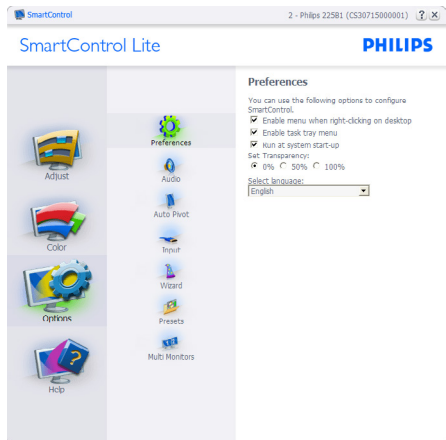 SmartControl
2 - Philips 225B1 (CS30715000001)
SmartControl Lite
PHILIPS
Adjust
Color
Options
Help
Preferences
Audio
Auto Pivot
Input
Wizard
Presets
Multi Monitors
Preferences
You can use the following options to configure
SmartControl.
Enable menu when right-clicking on desktop
Enable task tray menu
Run at system start-up
Set Transparency:
0% 50% 100%
Select language:
English